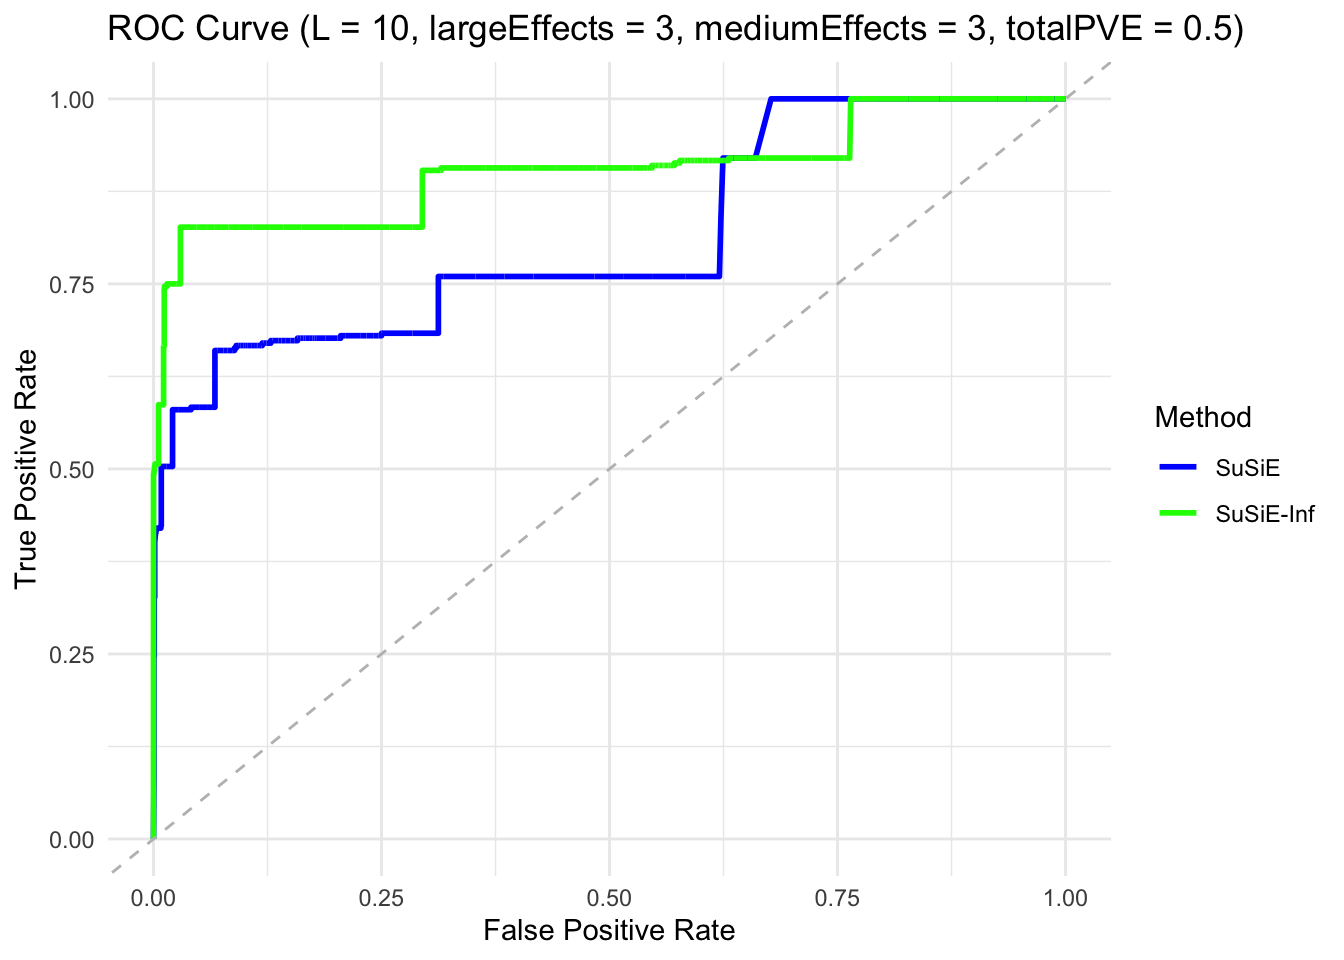 ROC Curve (L = 10, largeEffects = 3, mediumEffects = 3, totalPVE = 0.5)
True Positive Rate
1.00
0.75
0.50
0.25
0.00
0.00 0.25 0.50 0.75 1.00
False Positive Rate
Method
SuSiE
SuSiE-Inf